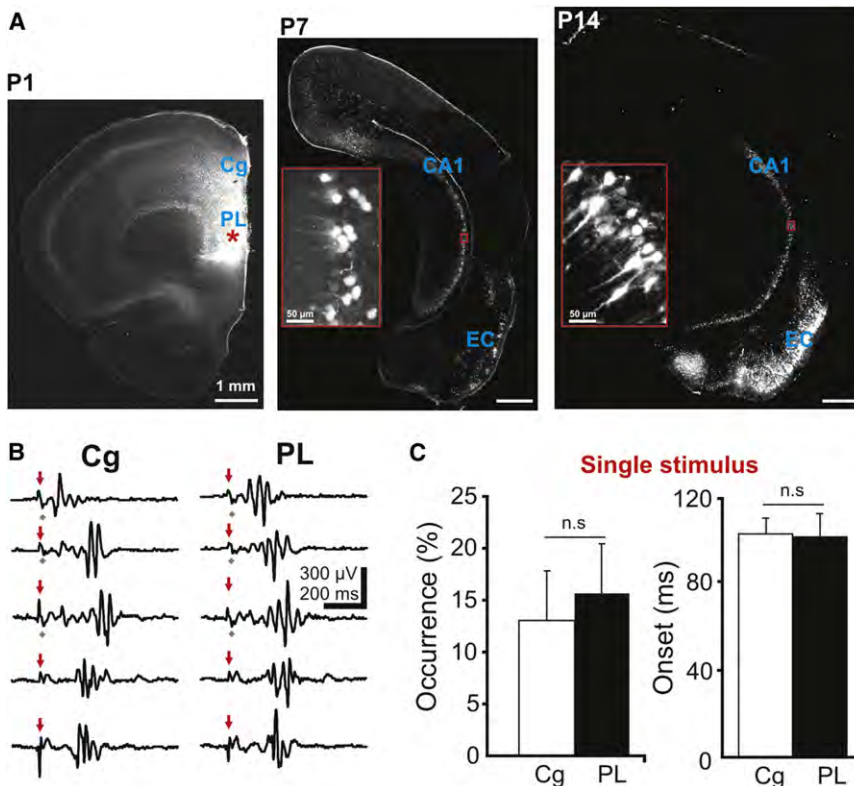 A
P1
Cg
PL
*
1 mm
P7
CA1
50 µm
EC
P14
CA1
50 µm
EC
B
Cg
PL
300 µV
200 ms
C
Single stimulus
Occurrence (%)
25
20
15
10
5
0
n.s
Cg
PL
Onset (ms)
120
80
40
0
n.s
Cg
PL